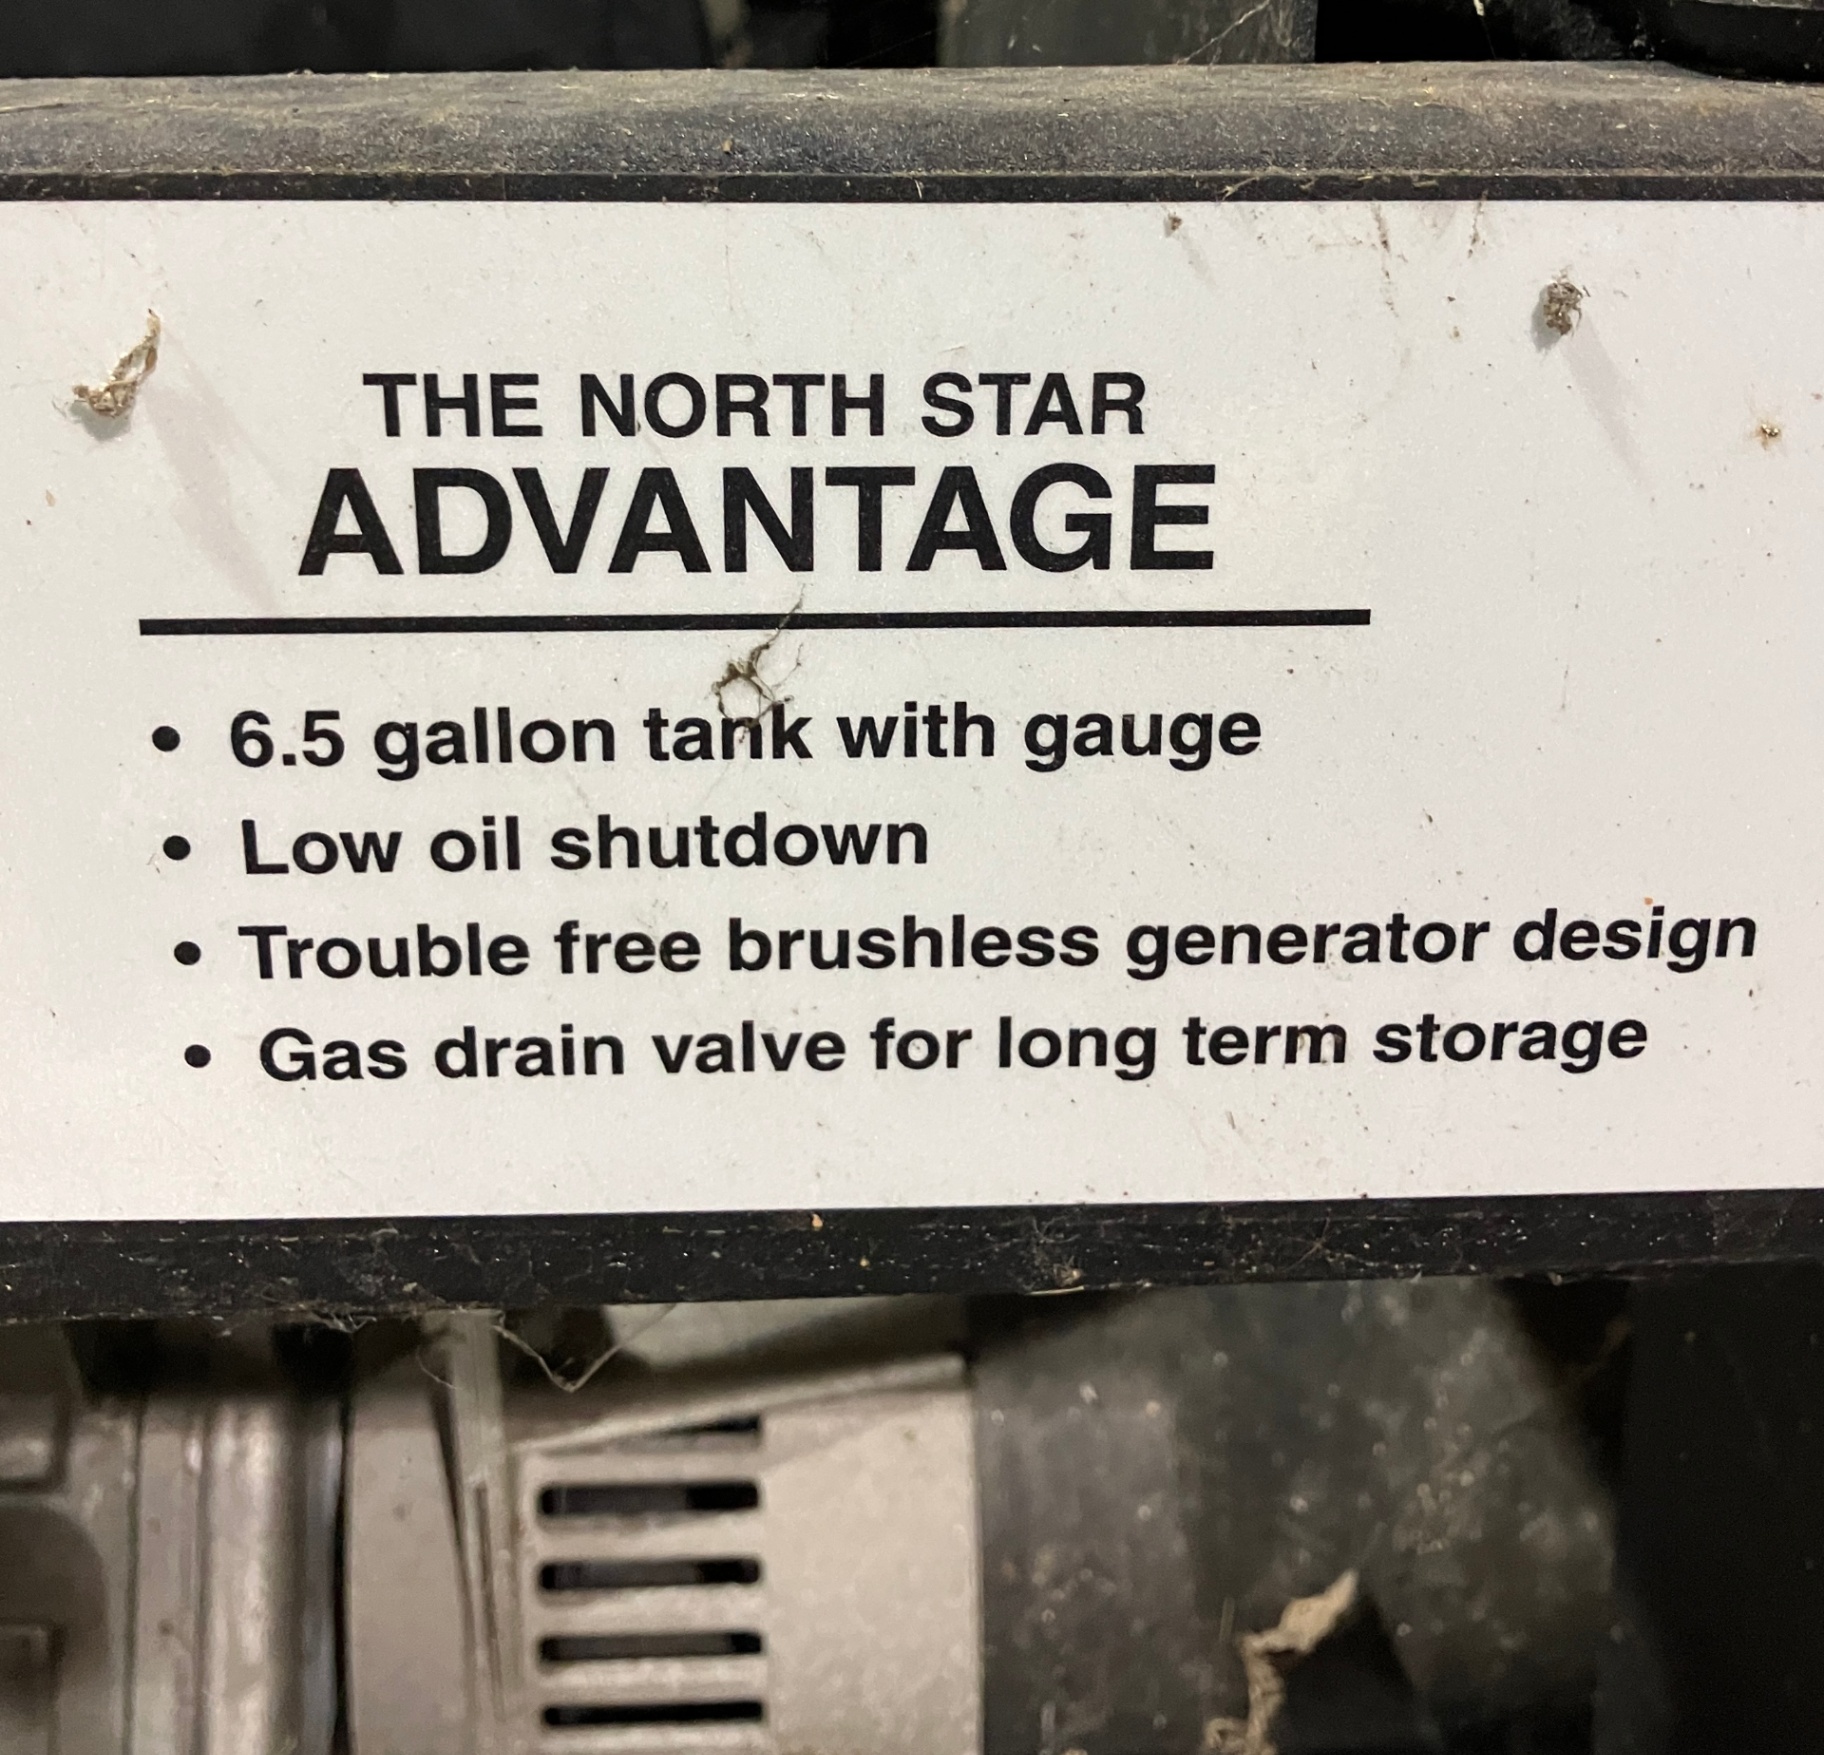 THE NORTH STAR
ADVANTAGE
• 6.5 gallon tank with gauge
• Low oil shutdown
• Trouble free brushless generator design
• Gas drain valve for long term storage